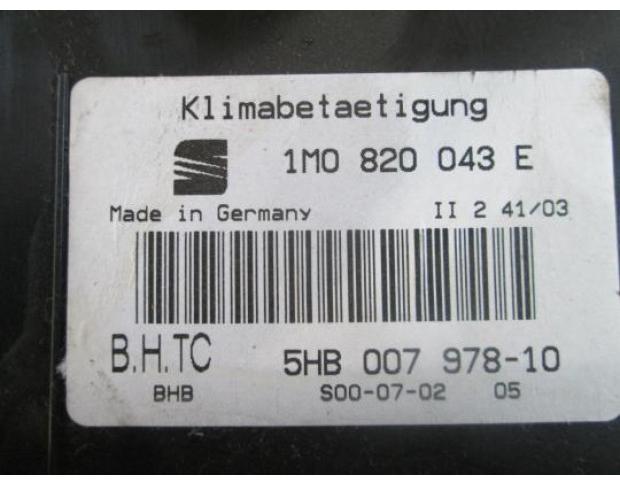 Klimabetaetigung
1M0 820 043 E
Made in Germany II 2 41/03
B.H.TC 5HB 007 978-10
BHB S00-07-02 05